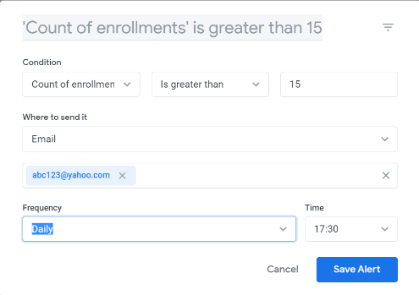 'Count of enrollments' is greater than 15
Condition
Count of enrollmen Is greater than 15
Where to send it
Email
abc123@yahoo.com
Frequency Time
Daily 17:30
Cancel Save Alert